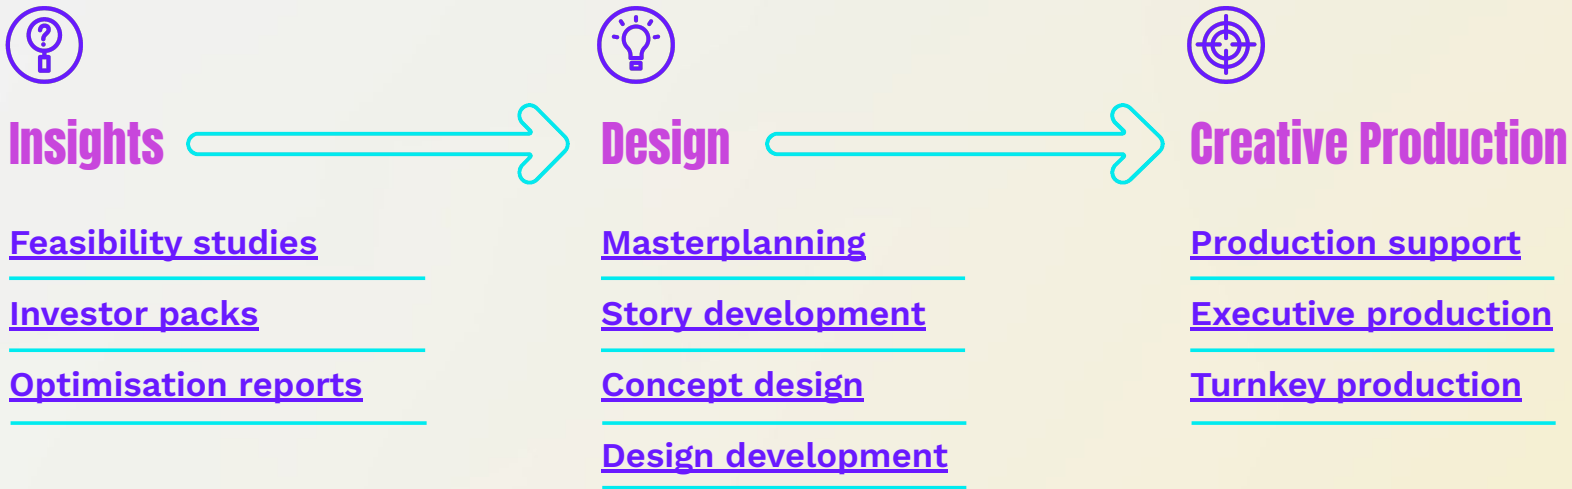 Insights
Design
Creative Production
Feasibility studies
Investor packs
Optimisation reports
Masterplanning
Story development
Concept design
Design development
Production support
Executive production
Turnkey production